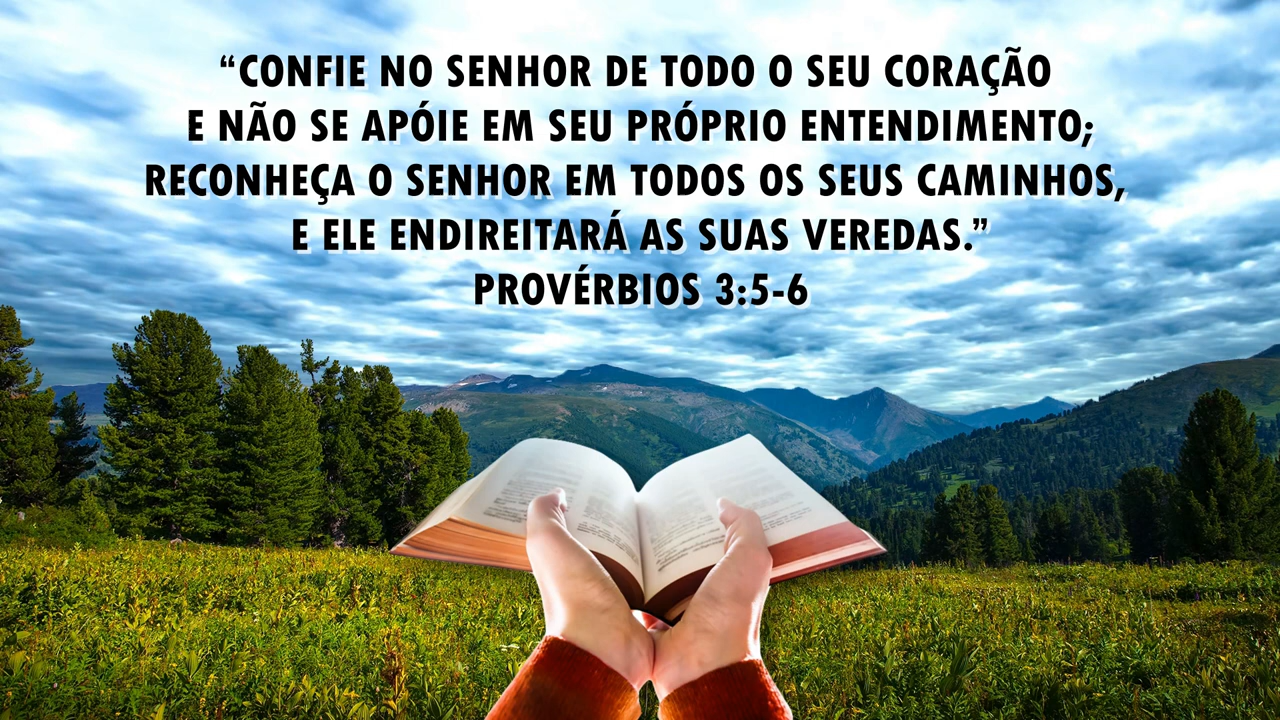 “CONFIE NO SENHOR DE TODO O SEU CORAÇÃO
E NÃO SE APÓIE EM SEU PRÓPRIO ENTENDIMENTO;
RECONHEÇA O SENHOR EM TODOS OS SEUS CAMINHOS,
E ELE ENDIREITARÁ AS SUAS VEREDAS.”
PROVÉRBIOS 3:5-6